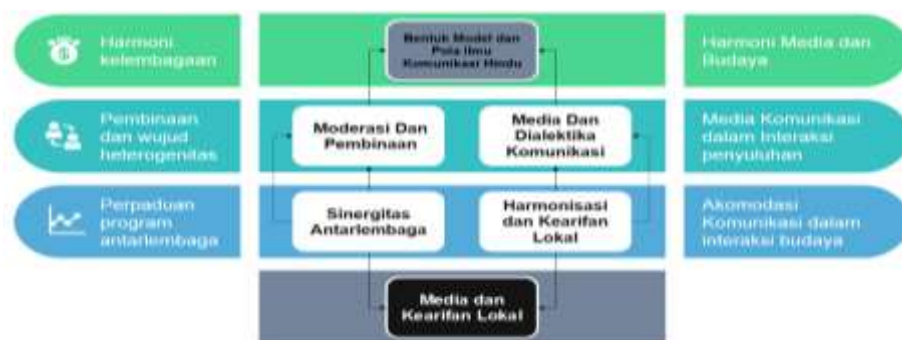 Harmoni
kelembagaan
Bentuk Model dan
Pola Ilmu
Komunikasi Hindu
Harmoni Media dan
Budaya
Pembinaan
dan wujud
heterogenitas
Moderasi Dan
Pembinaan
Media Dan
Dialektika
Komunikasi
Media Komunikasi
dalam Interaksi
penyuluhan
Perpaduan
program
antarlembaga
Sinergitas
Antarlembaga
Harmonisasi
dan Kearifan
Lokal
Akomodasi
Komunikasi dalam
interaksi budaya
Media dan
Kearifan Lokal